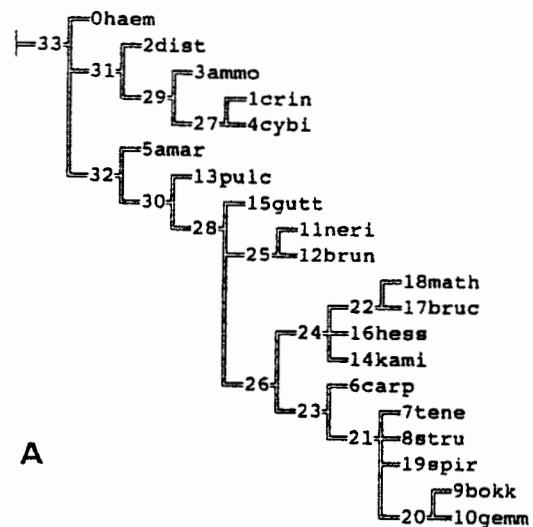 0haem
33
2dist
31
3ammo
29
1crin
27
4cybi
5amar
32
13pulc
30
15gutt
28
11neri
25
12brun
18math
22
17bruc
24
16hess
14kami
26
6carp
23
7tene
21
8stru
A
19spir
9bokk
20
10gemm